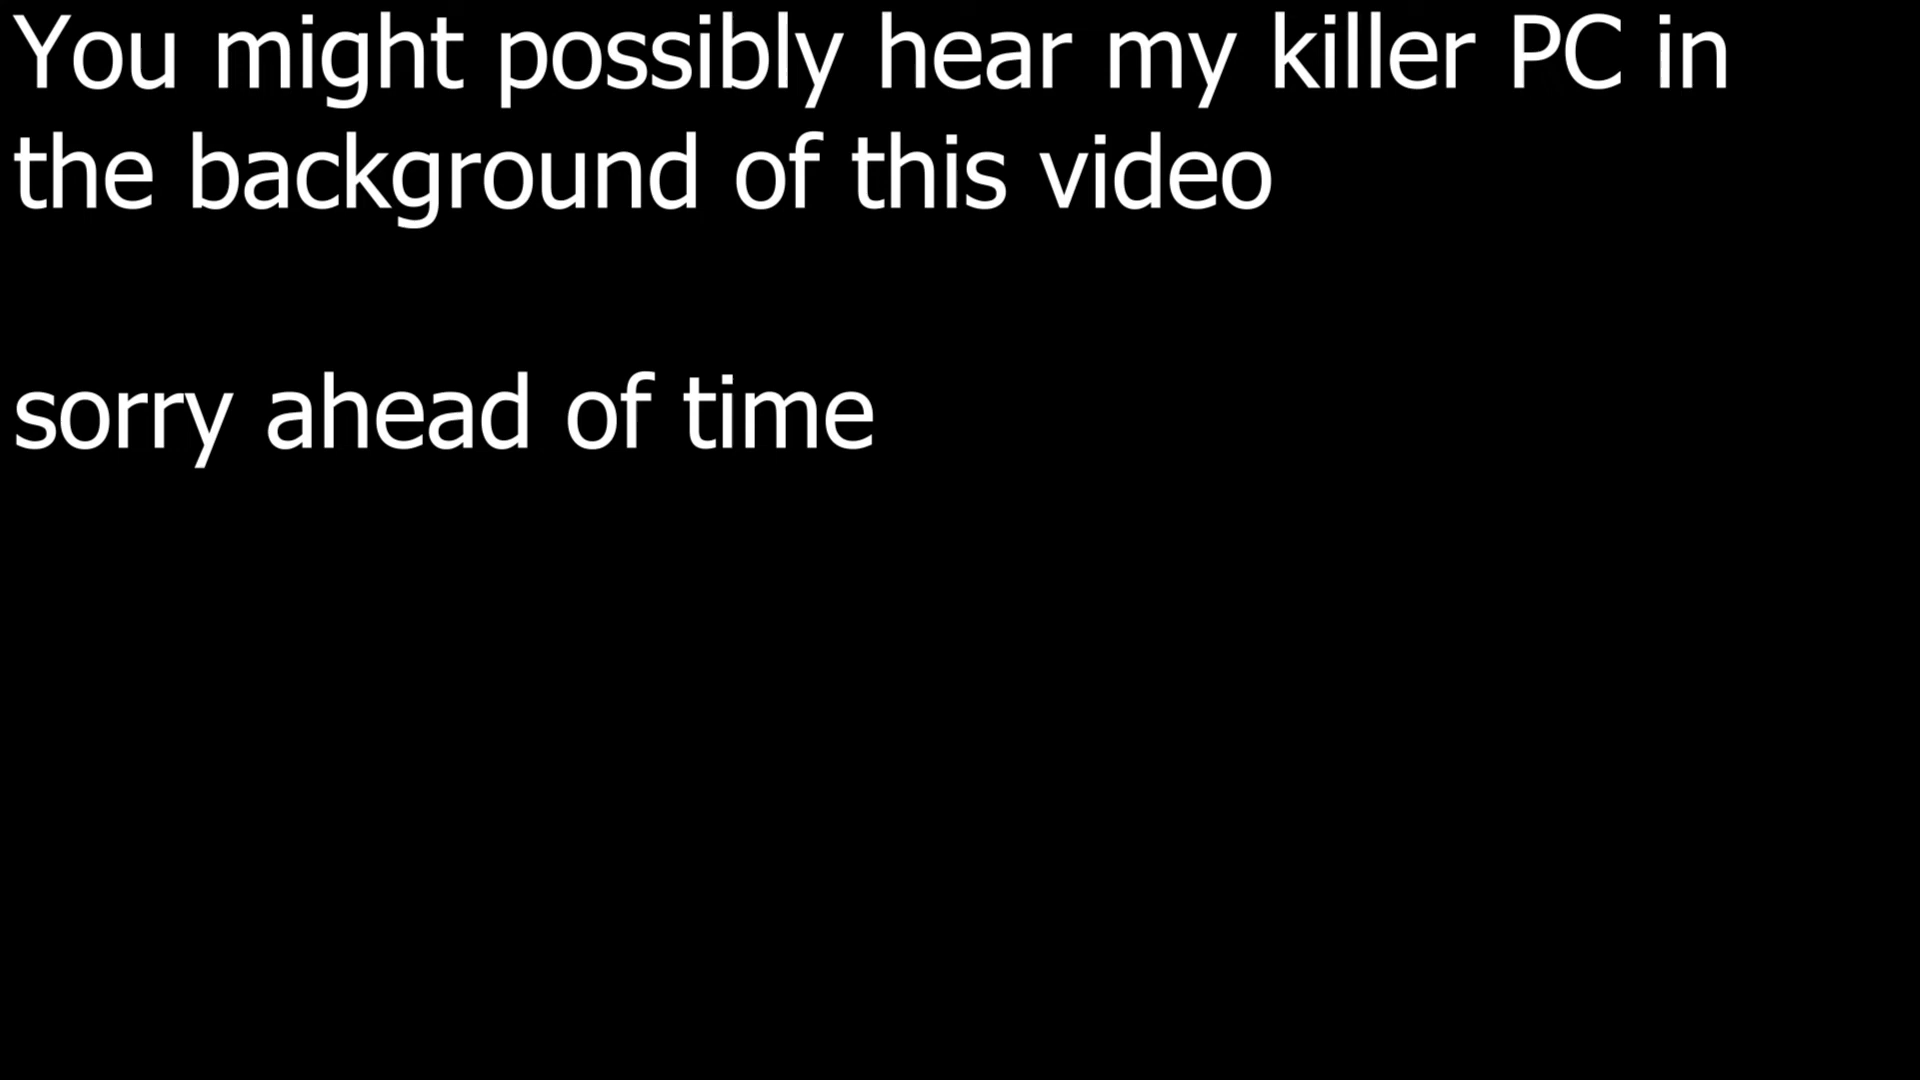 You might possibly hear my killer PC in
the background of this video
sorry ahead of time